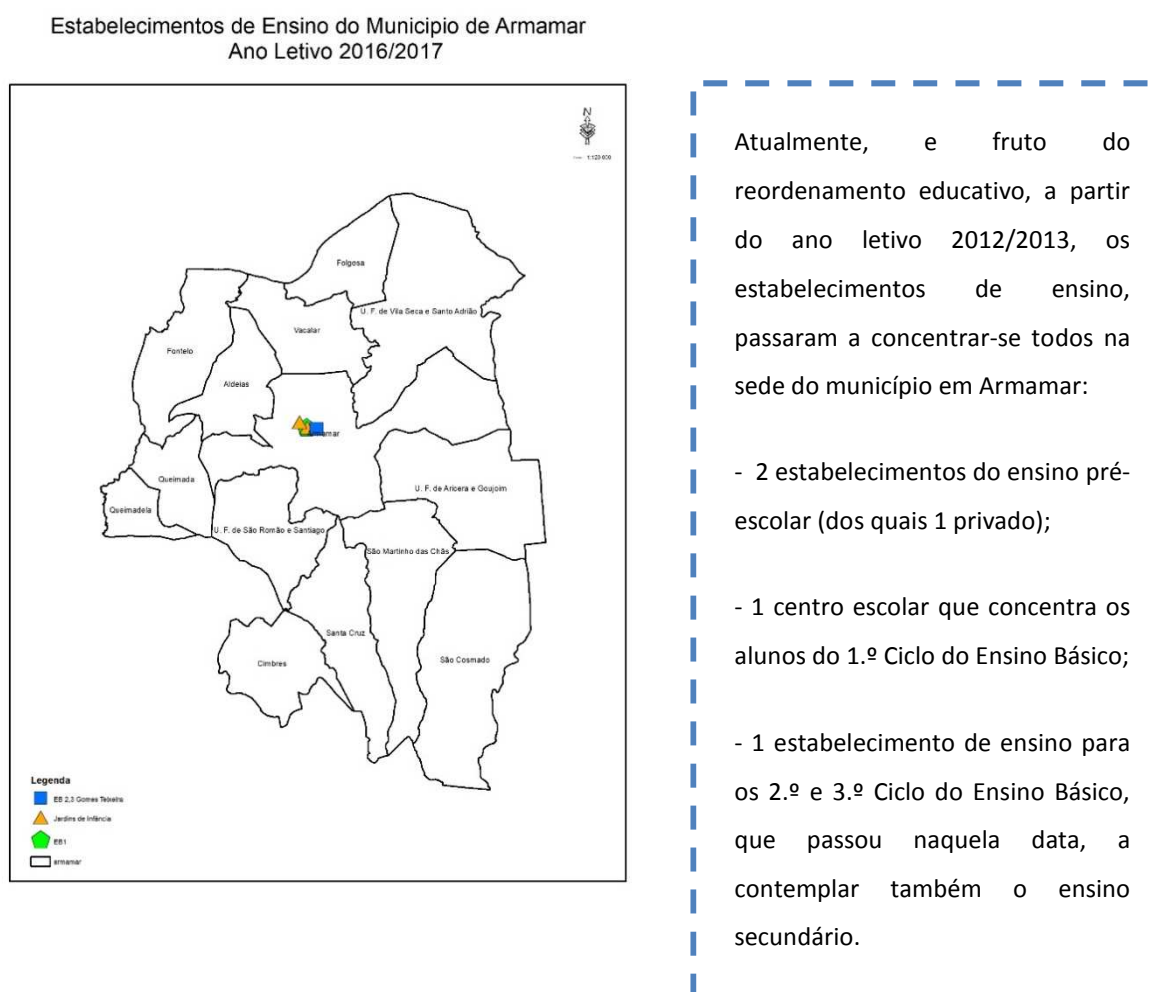 Estabelecimentos de Ensino do Municipio de Armamar
Ano Letivo 2016/2017
N
1:120 000
Folgosa
U. F. de Vila Seca e Santo Adrião
Vacalar
Fontelo
Aldeias
Armamar
Queimada
U. F. de Aricera e Goujoim
Queimadela
U. F. de São Romão e Santiago
São Martinho das Chãs
Santa Cruz
São Cosmado
Cimbres
Legenda
EB 2,3 Gomes Teixeira
Jardins de Infância
EB1
armamar
Atualmente, e fruto do
reordenamento educativo, a partir
do ano letivo 2012/2013, os
estabelecimentos de ensino,
passaram a concentrar-se todos na
sede do município em Armamar:
- 2 estabelecimentos do ensino pré-
escolar (dos quais 1 privado);
- 1 centro escolar que concentra os
alunos do 1.º Ciclo do Ensino Básico;
- 1 estabelecimento de ensino para
os 2.º e 3.º Ciclo do Ensino Básico,
que passou naquela data, a
contemplar também o ensino
secundário.